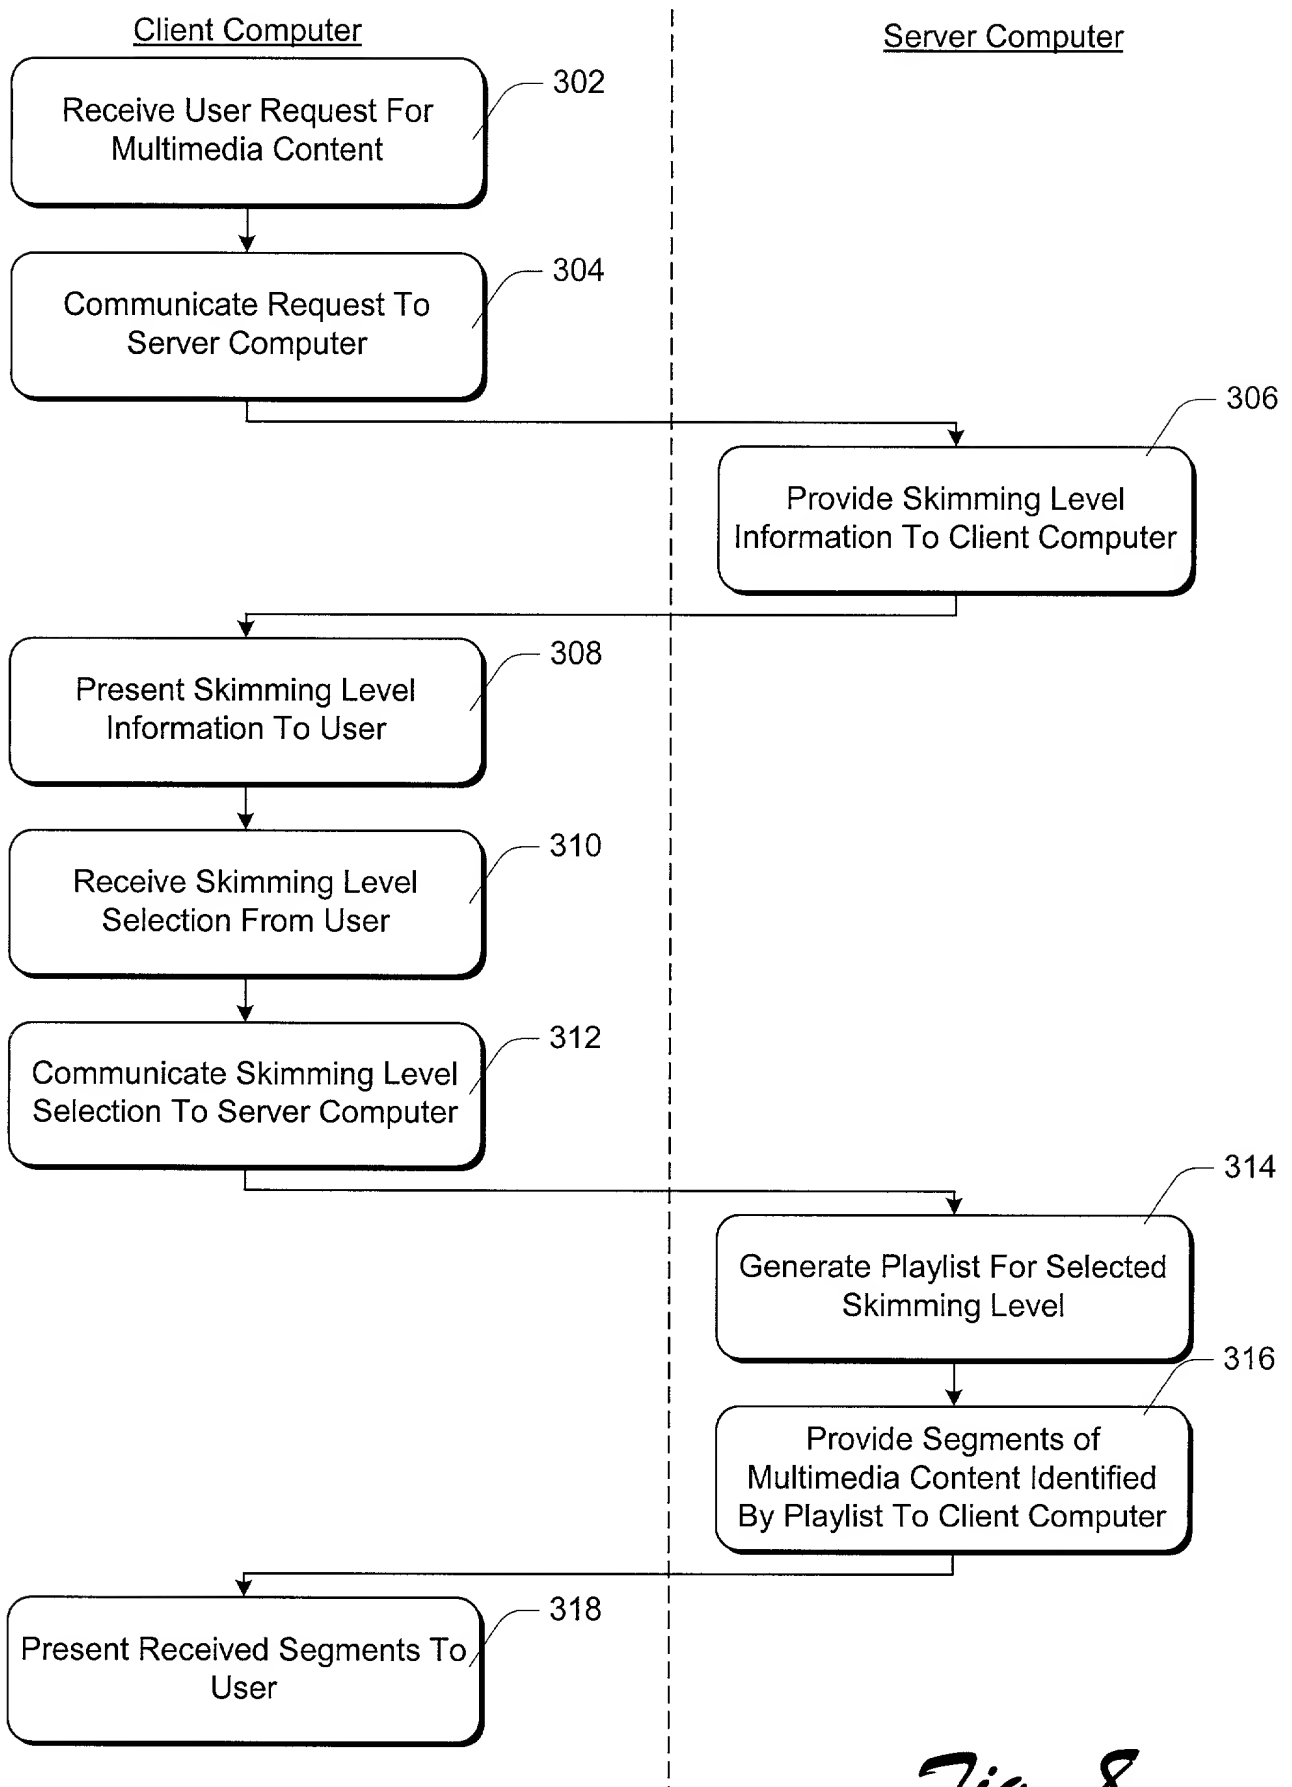 Client Computer
Server Computer
302
Receive User Request For
Multimedia Content
304
Communicate Request To
Server Computer
306
Provide Skimming Level
Information To Client Computer
308
Present Skimming Level
Information To User
310
Receive Skimming Level
Selection From User
312
Communicate Skimming Level
Selection To Server Computer
314
Generate Playlist For Selected
Skimming Level
316
Provide Segments of
Multimedia Content Identified
By Playlist To Client Computer
318
Present Received Segments To
User
Fig. 8